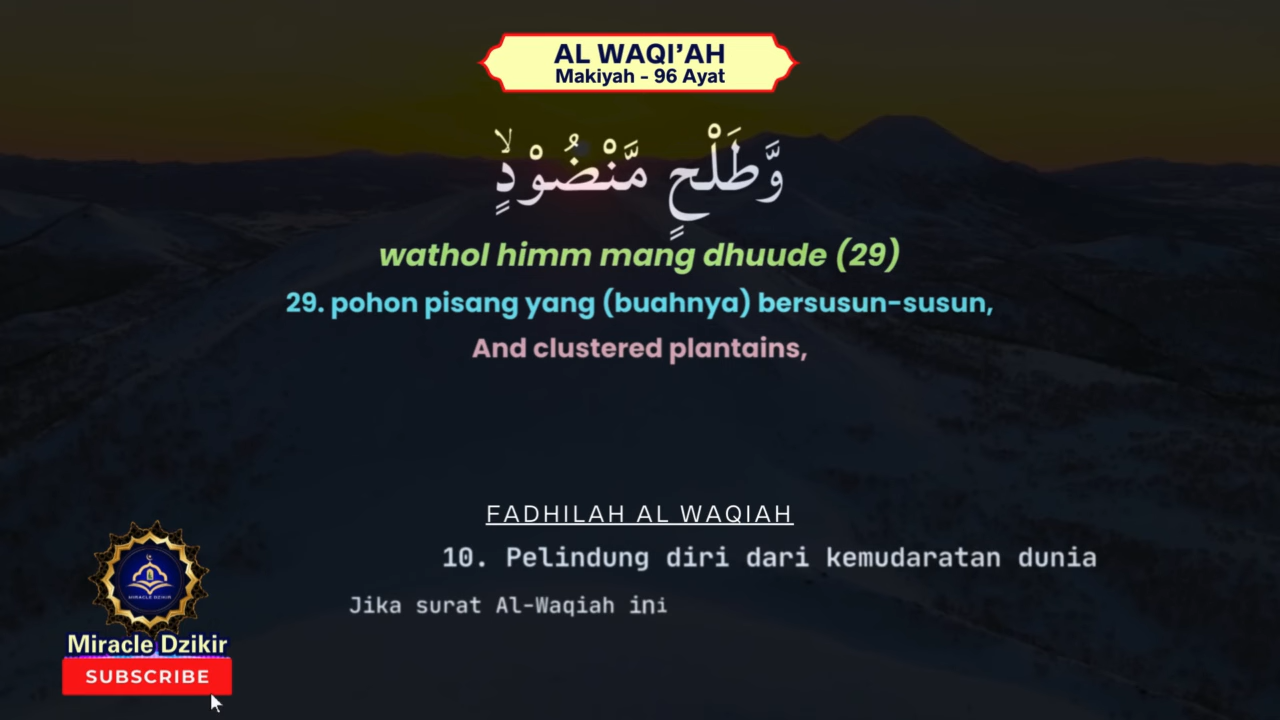 AL WAQI’AH
Makiyah - 96 Ayat
وَّطَلْحٍ مَّنْضُوْدٍۙ
wathol himm mang dhuude (29)
29. pohon pisang yang (buahnya) bersusun-susun,
And clustered plantains,
FADHILAH AL WAQIAH
10. Pelindung diri dari kemudaratan dunia
Jika surat Al-Waqiah ini
MIRACLE DZIKIR
Miracle Dzikir
SUBSCRIBE